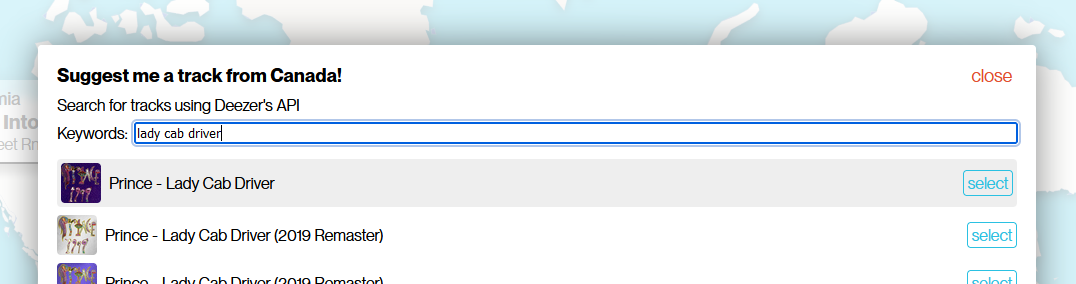 Suggest me a track from Canada!
close
Search for tracks using Deezer's API
Keywords: lady cab driver
Prince - Lady Cab Driver
select
Prince - Lady Cab Driver (2019 Remaster)
select
Prince - Lady Cab Driver (2019 Remaster)
select
mia
Into
eet